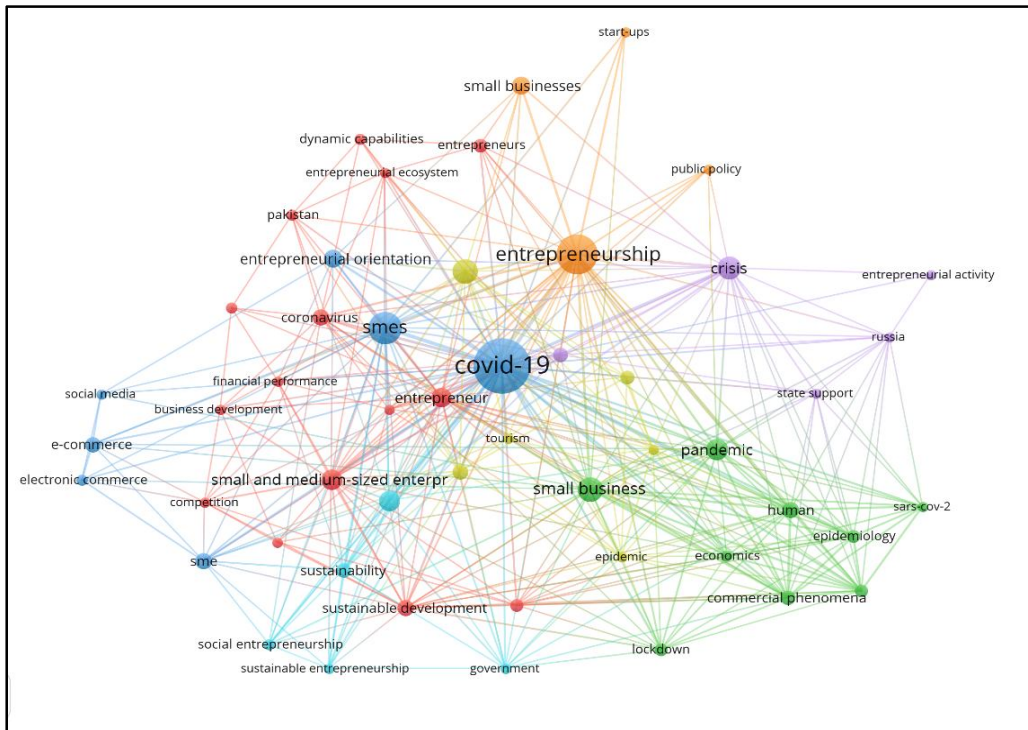 start-ups
small businesses
dynamic capabilities
entrepreneurs
entrepreneurial ecosystem
public policy
pakistan
entrepreneurship
entrepreneurial orientation
crisis
entrepreneurial activity
coronavirus
smes
russia
covid-19
financial performance
social media
entrepreneur
state support
business development
tourism
e-commerce
pandemic
electronic commerce
small and medium-sized enterpr
small business
competition
human
sars-cov-2
epidemiology
sme
sustainability
epidemic
economics
commercial phenomena
sustainable development
social entrepreneurship
lockdown
sustainable entrepreneurship
government